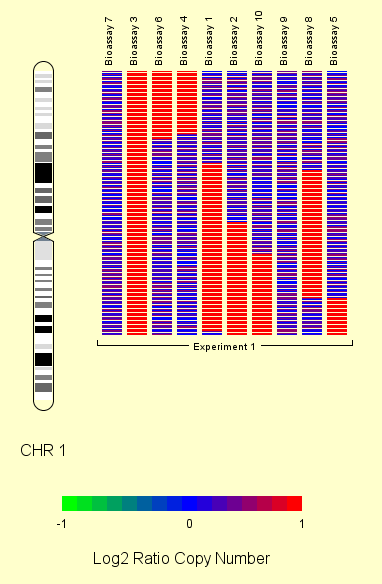 Bioassay 7
Bioassay 3
Bioassay 6
Bioassay 4
Bioassay 1
Bioassay 2
Bioassay 10
Bioassay 9
Bioassay 8
Bioassay 5
Experiment 1
CHR 1
-1 0 1
Log2 Ratio Copy Number